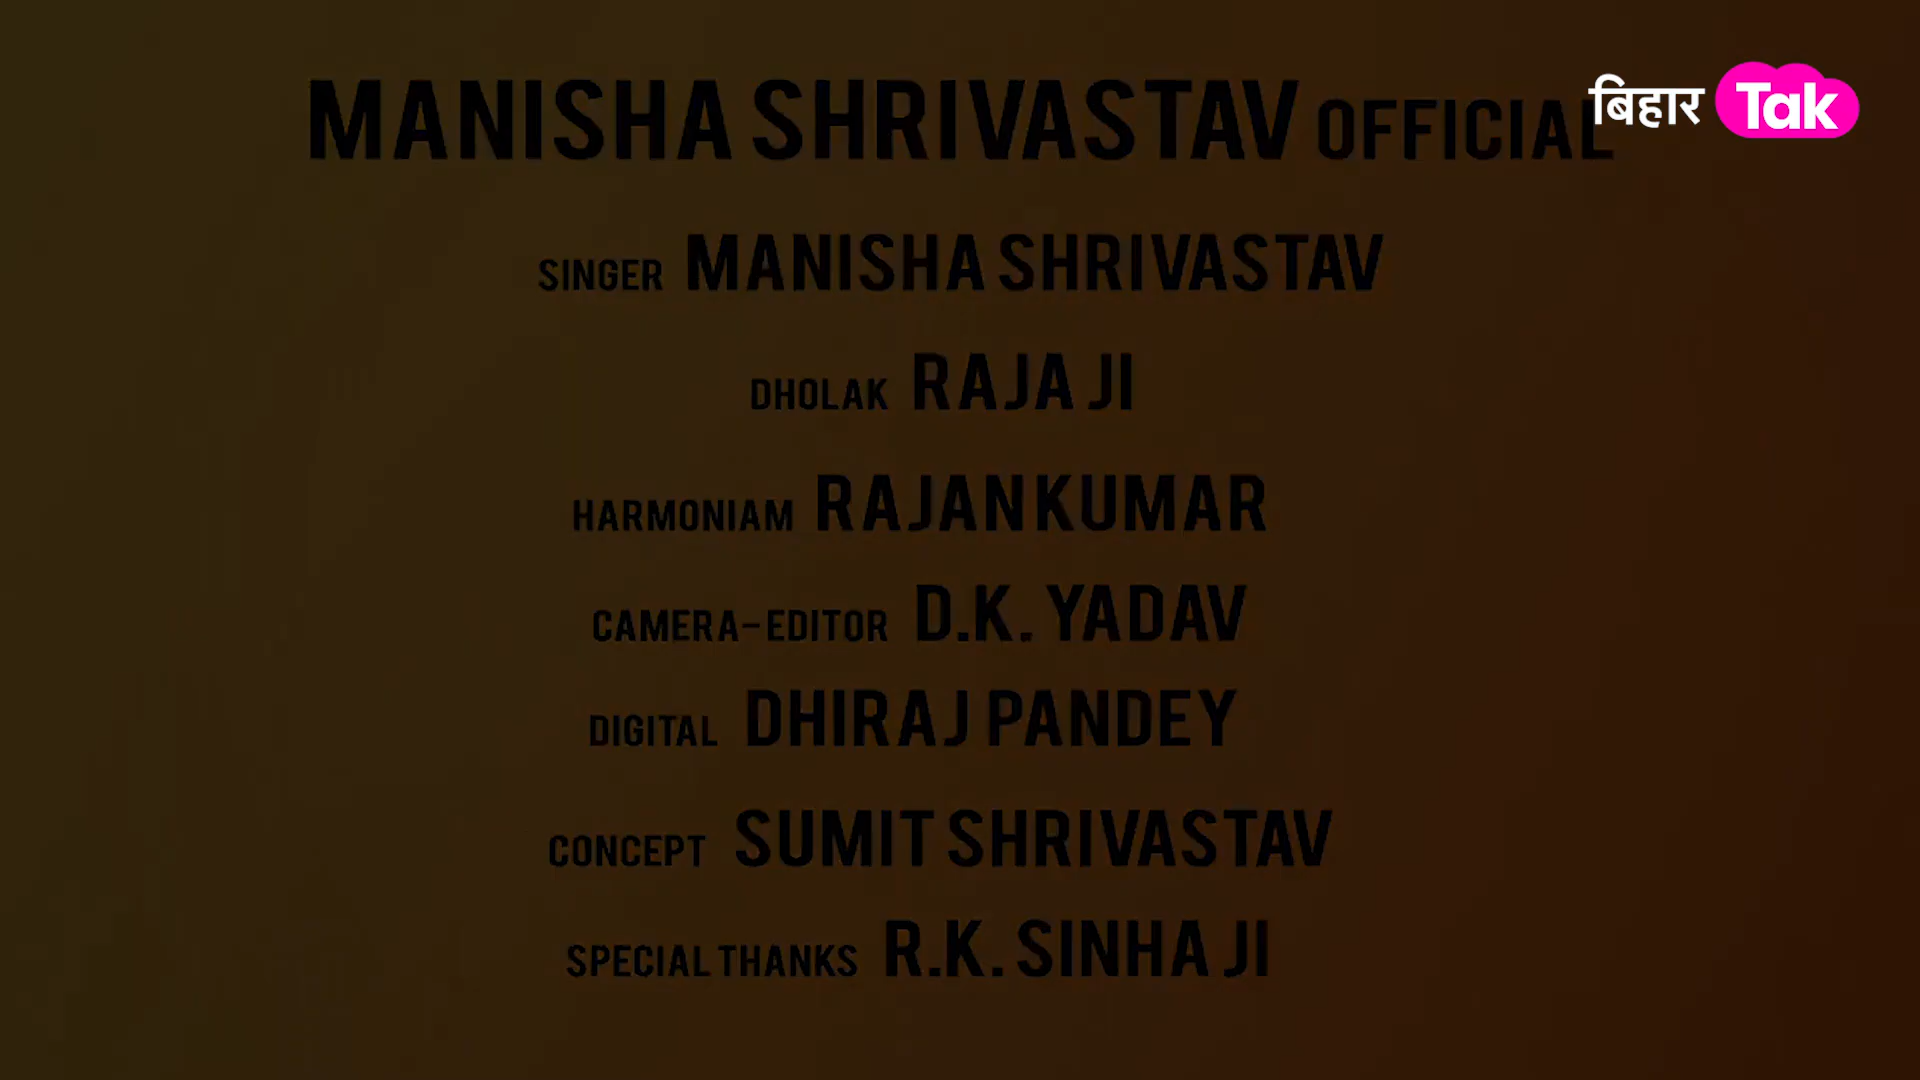 MANISHA SHRIVASTAV OFFICIAL
बिहार Tak
SINGER MANISHA SHRIVASTAV
DHOLAK RAJA JI
HARMONIAM RAJAN KUMAR
CAMERA-EDITOR D.K. YADAV
DIGITAL DHIRAJ PANDEY
CONCEPT SUMIT SHRIVASTAV
SPECIAL THANKS R.K. SINHA JI